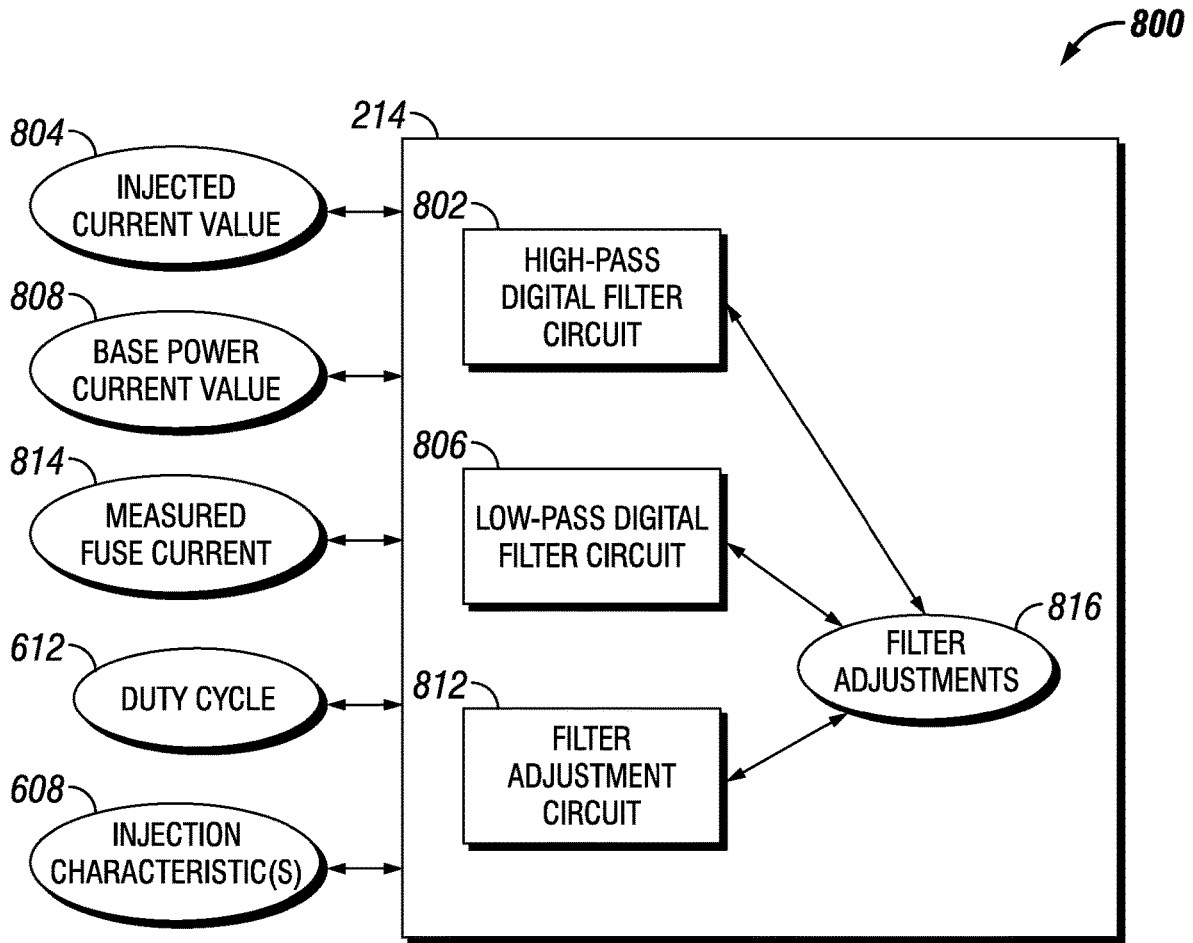 800
804
INJECTED
CURRENT VALUE
808
BASE POWER
CURRENT VALUE
814
MEASURED
FUSE CURRENT
612
DUTY CYCLE
608
INJECTION
CHARACTERISTIC(S)
214
802
HIGH-PASS
DIGITAL FILTER
CIRCUIT
806
LOW-PASS DIGITAL
FILTER CIRCUIT
812
FILTER
ADJUSTMENT
CIRCUIT
816
FILTER
ADJUSTMENTS